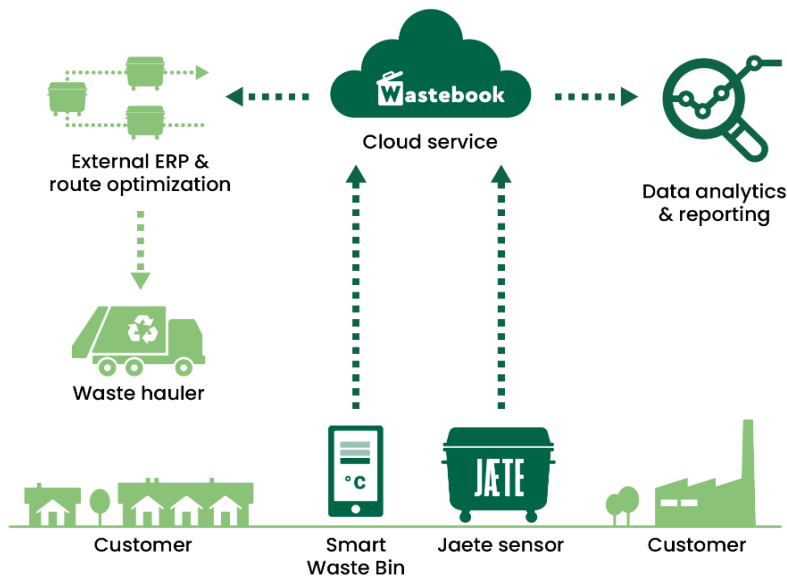 Wastebook
Cloud service
External ERP &
route optimization
Data analytics
& reporting
Waste hauler
°C
JÆTE
Customer
Smart
Waste Bin
Jaete sensor
Customer